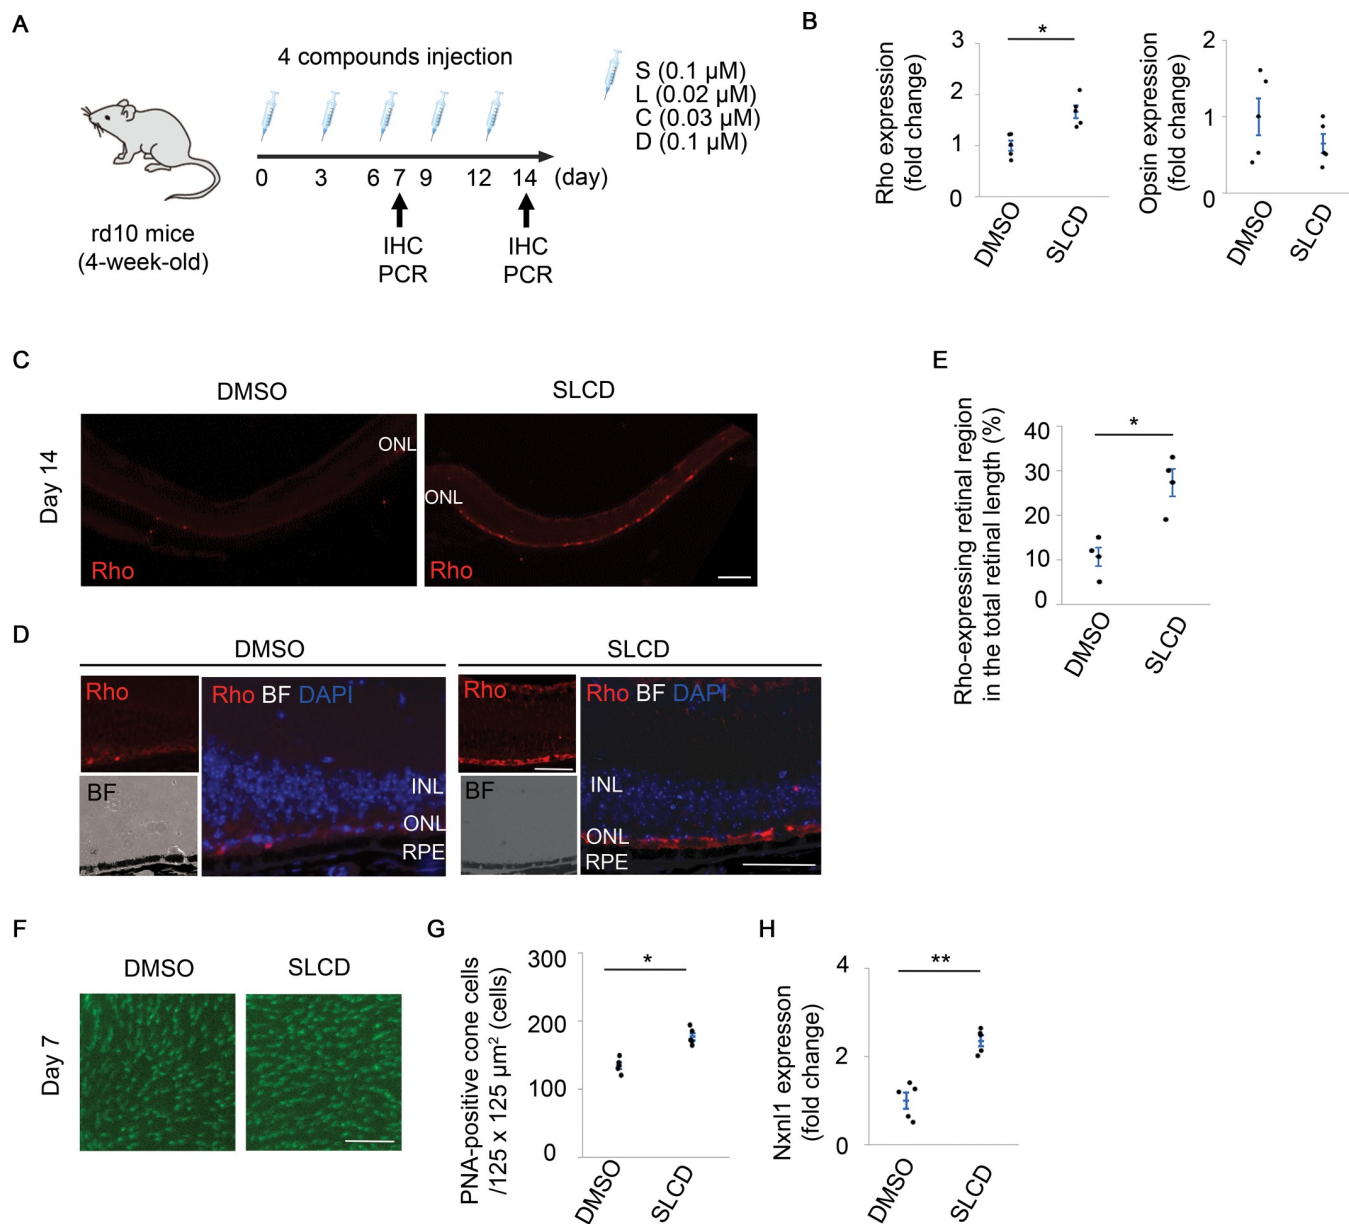 A
4 compounds injection
S (0.1 µM)
L (0.02 µM)
C (0.03 µM)
D (0.1 µM)
0 3 6 7 9 12 14 (day)
IHC
PCR
IHC
PCR
rd10 mice
(4-week-old)
B
Rho expression
(fold change)
3
2
1
0
*
DMSO
SLCD
Opsin expression
(fold change)
2
1
0
DMSO
SLCD
C
DMSO
SLCD
Day 14
ONL
Rho
ONL
Rho
E
Rho-expressing retinal region
in the total retinal length (%)
40
30
20
10
0
*
DMSO
SLCD
D
DMSO
SLCD
Rho
BF
Rho BF DAPI
INL
ONL
RPE
Rho
BF
Rho BF DAPI
INL
ONL
RPE
F
DMSO
SLCD
Day 7
G
PNA-positive cone cells
/125 x 125 µm² (cells)
300
200
100
0
*
DMSO
SLCD
H
Nxnl1 expresson
(fold change)
4
2
0
**
DMSO
SLCD